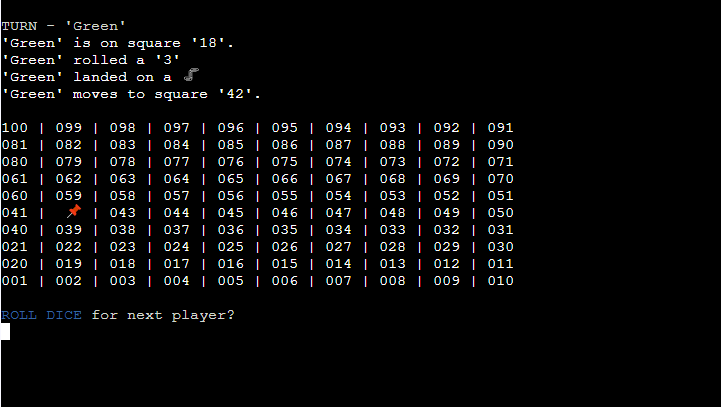 TURN - 'Green'
'Green' is on square '18'.
'Green' rolled a '3'
'Green' landed on a 
'Green' moves to square '42'.
100 | 099 | 098 | 097 | 096 | 095 | 094 | 093 | 092 | 091
081 | 082 | 083 | 084 | 085 | 086 | 087 | 088 | 089 | 090
080 | 079 | 078 | 077 | 076 | 075 | 074 | 073 | 072 | 071
061 | 062 | 063 | 064 | 065 | 066 | 067 | 068 | 069 | 070
060 | 059 | 058 | 057 | 056 | 055 | 054 | 053 | 052 | 051
041 | 📌 | 043 | 044 | 045 | 046 | 047 | 048 | 049 | 050
040 | 039 | 038 | 037 | 036 | 035 | 034 | 033 | 032 | 031
021 | 022 | 023 | 024 | 025 | 026 | 027 | 028 | 029 | 030
020 | 019 | 018 | 017 | 016 | 015 | 014 | 013 | 012 | 011
001 | 002 | 003 | 004 | 005 | 006 | 007 | 008 | 009 | 010
ROLL DICE for next player?